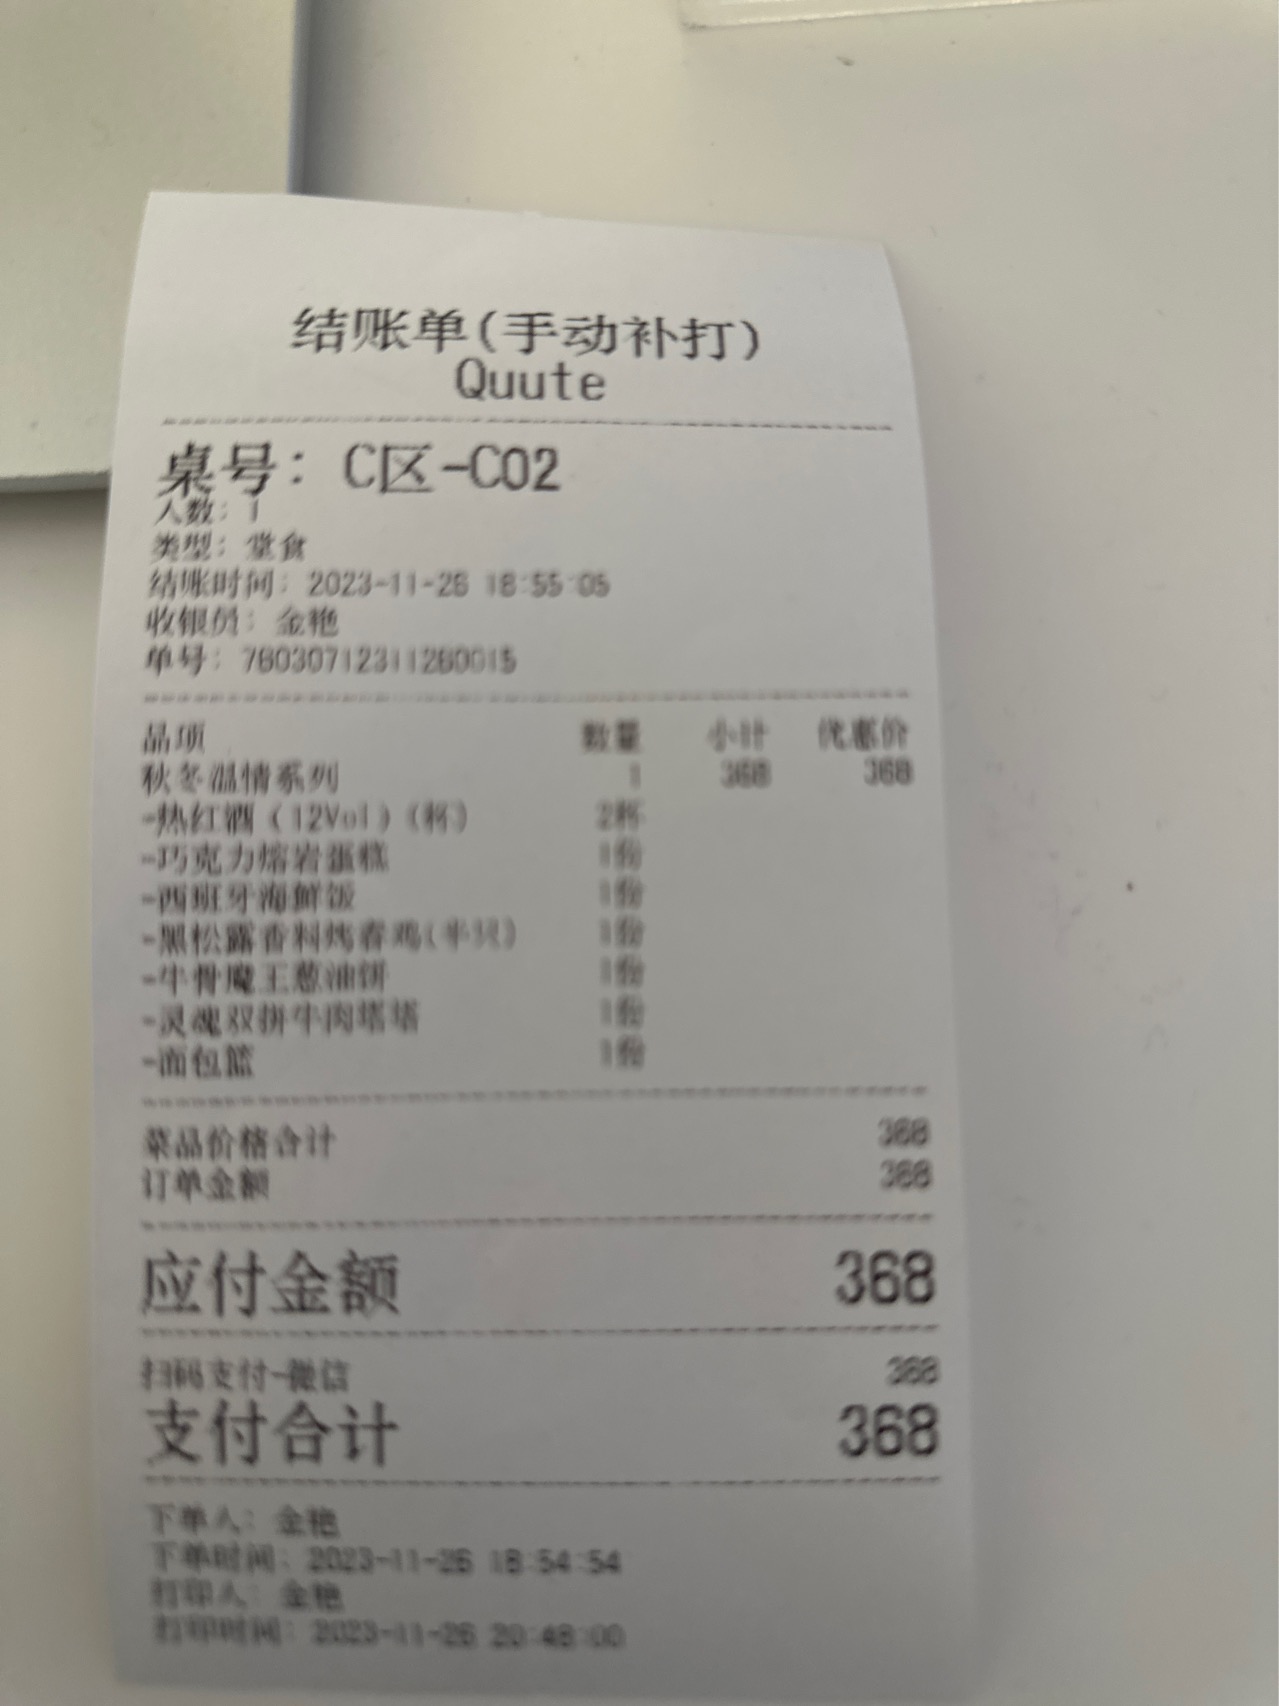 结账单(手动补打)
Quute
桌号: C区-C02
人数: 1
类型: 堂食
结账时间: 2023-11-26 18:55:05
收银员: 金艳
单号: 76030712311260015
品项 数量 小计 优惠价
秋冬温情系列 1 368 368
-热红酒 (12Vol) (杯) 2杯
-巧克力熔岩蛋糕 1份
-西班牙海鲜饭 1份
-黑松露香料烤春鸡(半只) 1份
-牛骨魔王葱油饼 1份
-灵魂双拼牛肉塔塔 1份
-面包篮 1份
菜品价格合计 368
订单金额 368
应付金额 368
扫码支付-微信 368
支付合计 368
下单人: 金艳
下单时间: 2023-11-26 18:54:54
打印人: 金艳
打印时间: 2023-11-26 20:48:00